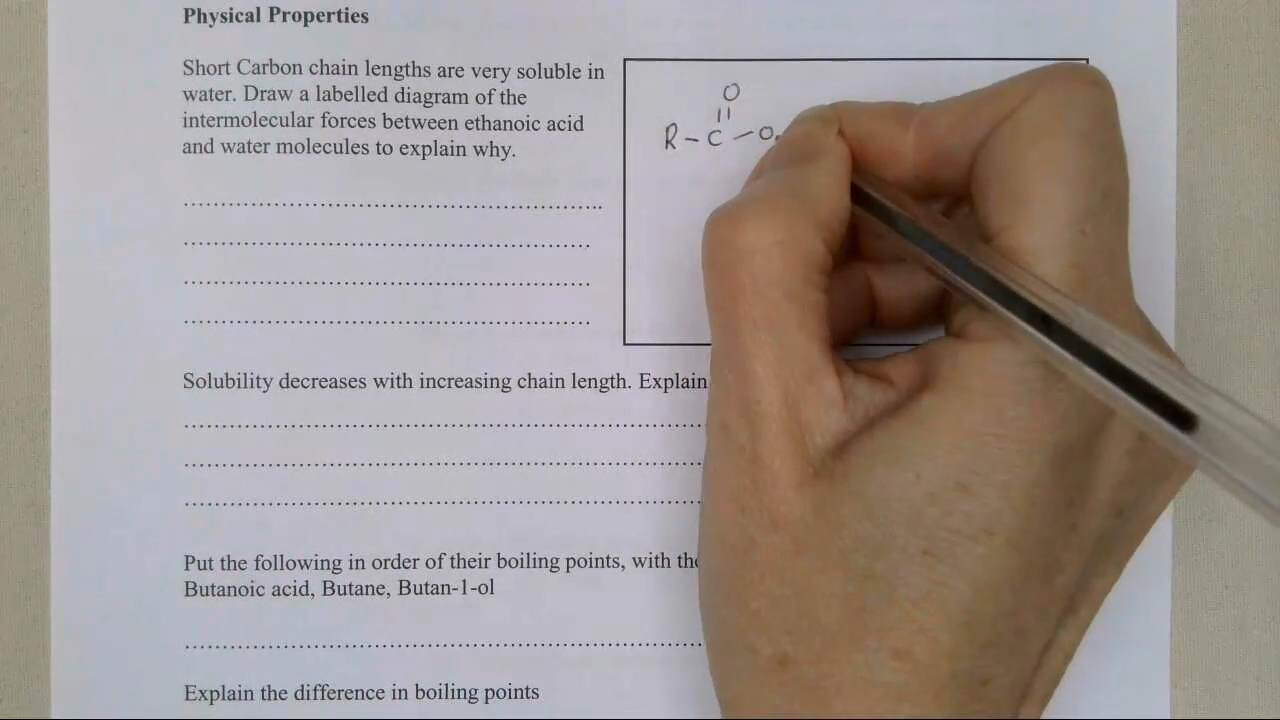 Physical Properties
Short Carbon chain lengths are very soluble in
water. Draw a labelled diagram of the
intermolecular forces between ethanoic acid
and water molecules to explain why.
O
R-C-O
Solubility decreases with increasing chain length. Explain
Put the following in order of their boiling points, with
Butanoic acid, Butane, Butan-1-ol
Explain the difference in boiling points